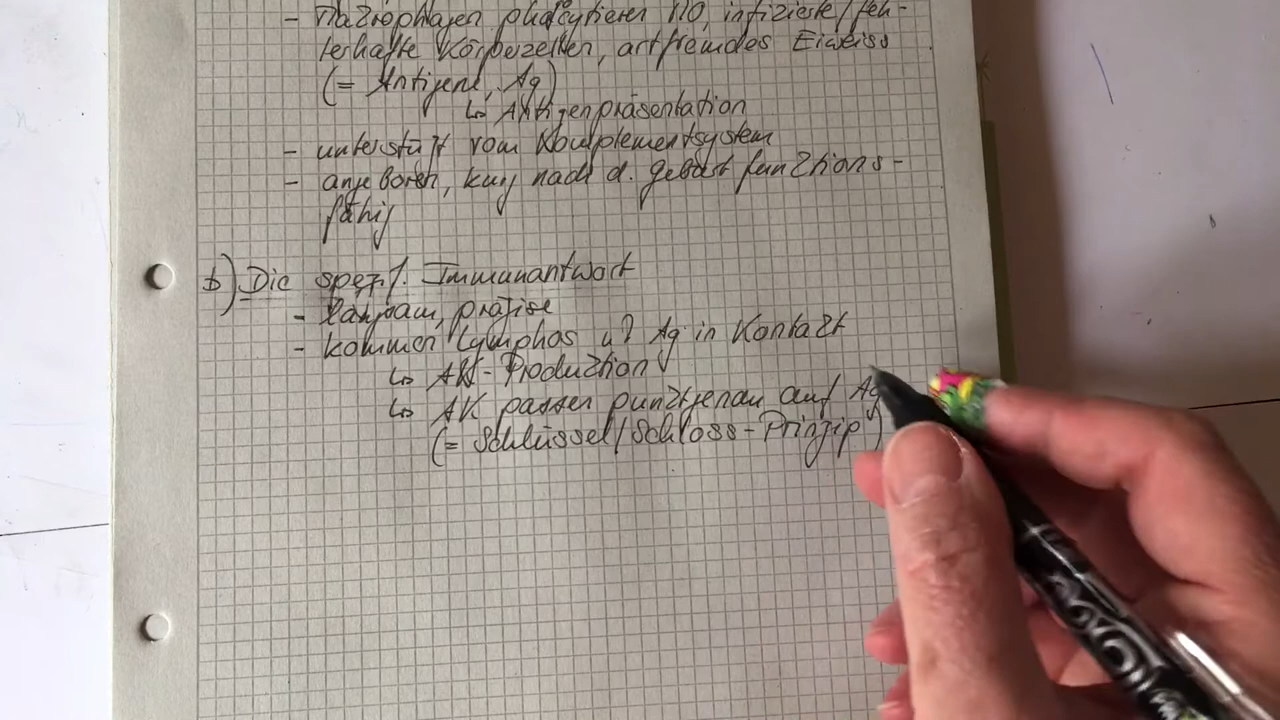 - Makrophagen phagcytieren MO, infizierte/feh-
lerhafte Körperzellen, artfremdes Eiweiss
(= Antigene, Ag)
↳ Antigenpräsentation
- unterstützt vom Komplementsystem
- angeboren, kurz nach d. Geburt funktions-
fähig
b) Die spezif. Immunantwort
- langsam, präzise
- kommen Lymphos u? Ag in Kontakt
↳ AK-Produktion
↳ AK passen punktgenau auf Ag
(= Schlüssel/Schloss-Prinzip)